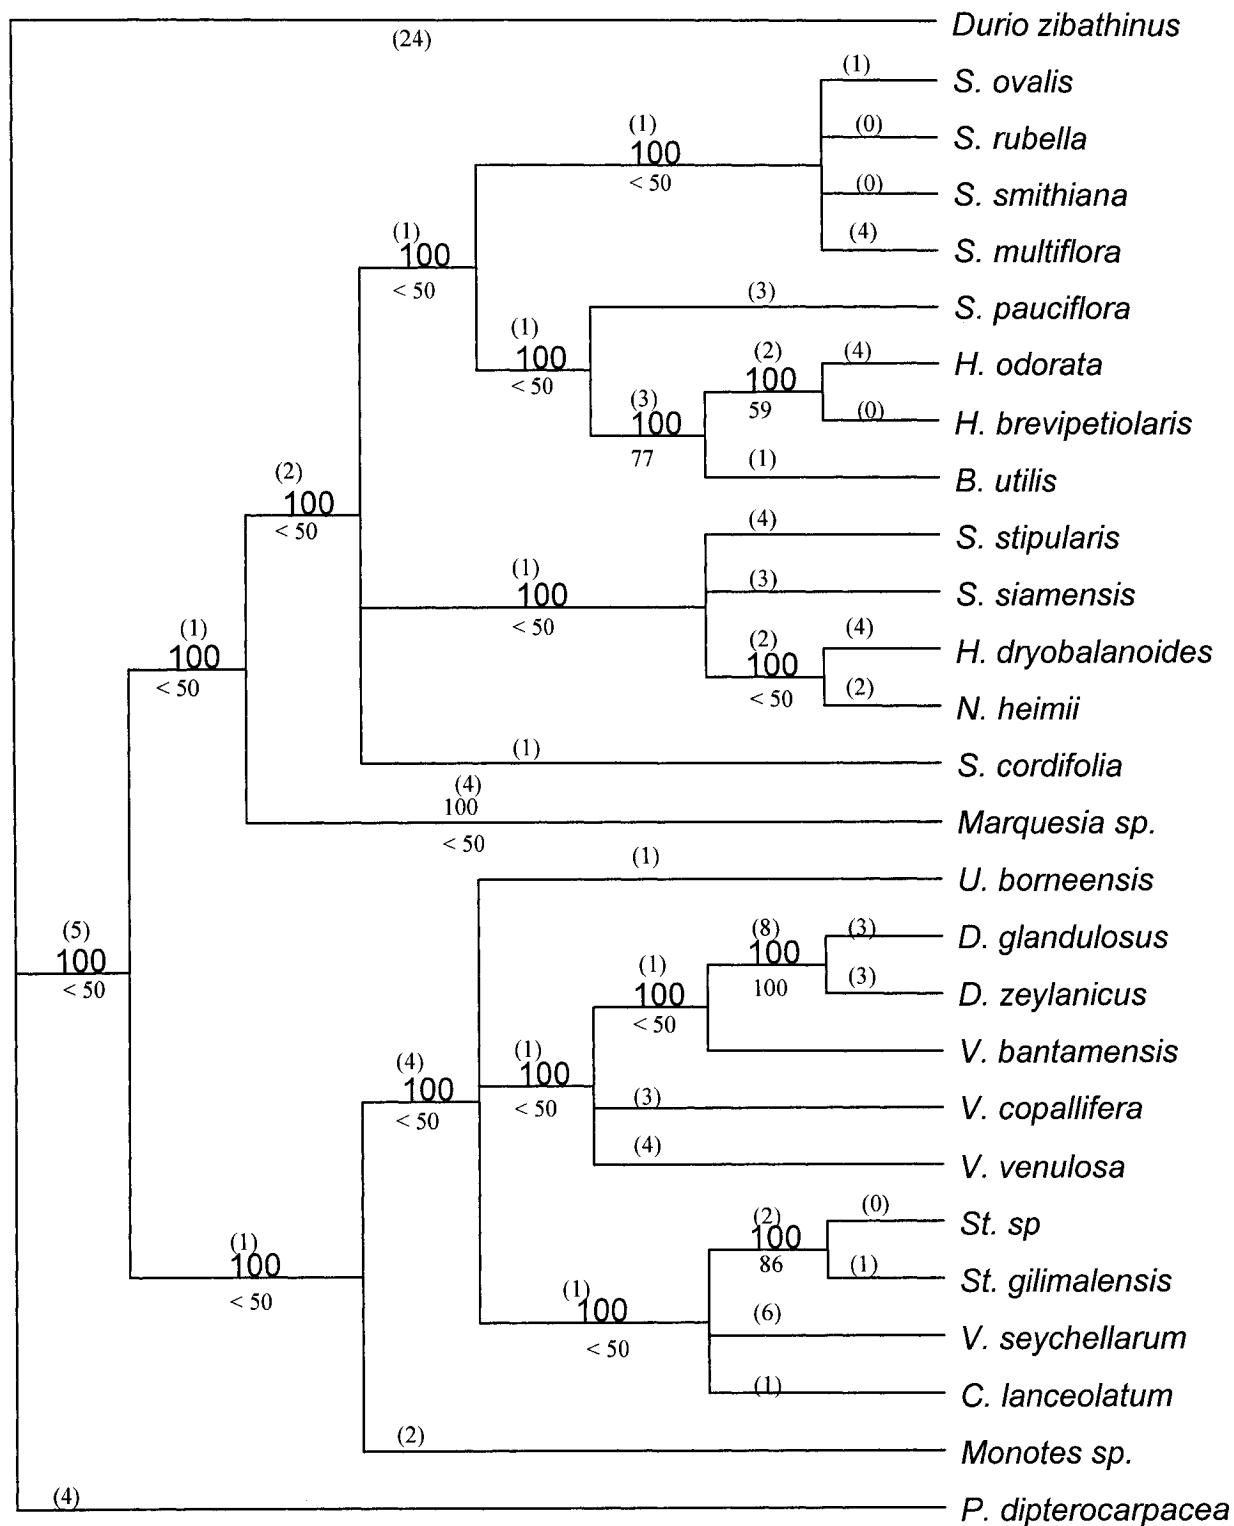 Durio zibathinus
(24)
(1)
S. ovalis
(1)
100
< 50
(0)
S. rubella
(0)
S. smithiana
(1)
100
< 50
(4)
S. multiflora
(3)
S. pauciflora
(1)
100
< 50
(2)
100
59
(4)
H. odorata
(3)
100
77
(0)
H. brevipetiolaris
(1)
B. utilis
(2)
100
< 50
(4)
S. stipularis
(1)
100
< 50
(3)
S. siamensis
(1)
100
< 50
(2)
100
< 50
(4)
H. dryobalanoides
(2)
N. heimii
(1)
S. cordifolia
(4)
100
< 50
Marquesia sp.
(1)
U. borneensis
(5)
100
< 50
(8)
100
100
(3)
D. glandulosus
(1)
100
< 50
(3)
D. zeylanicus
(4)
100
< 50
(1)
100
< 50
V. bantamensis
(3)
V. copallifera
(4)
V. venulosa
(2)
100
86
(0)
St. sp
(1)
100
< 50
(1)
St. gilimalensis
(1)
100
< 50
(6)
V. seychellarum
(1)
C. lanceolatum
(2)
Monotes sp.
(4)
P. dipterocarpacea